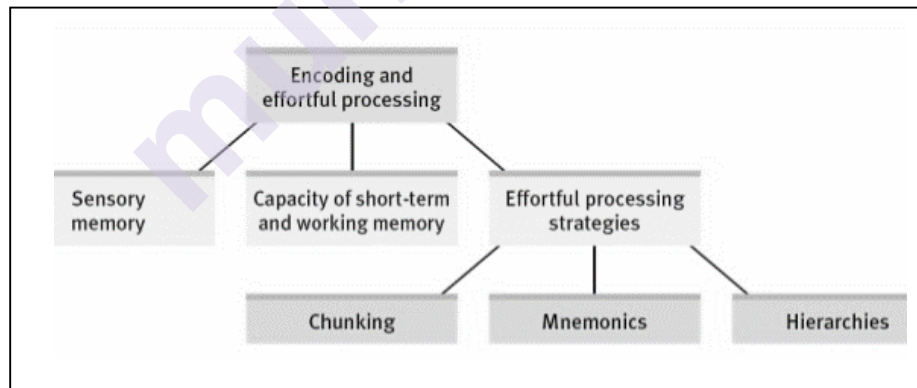 Encoding and
effortful processing
Sensory
memory
Capacity of short-term
and working memory
Effortful processing
strategies
Chunking
Mnemonics
Hierarchies